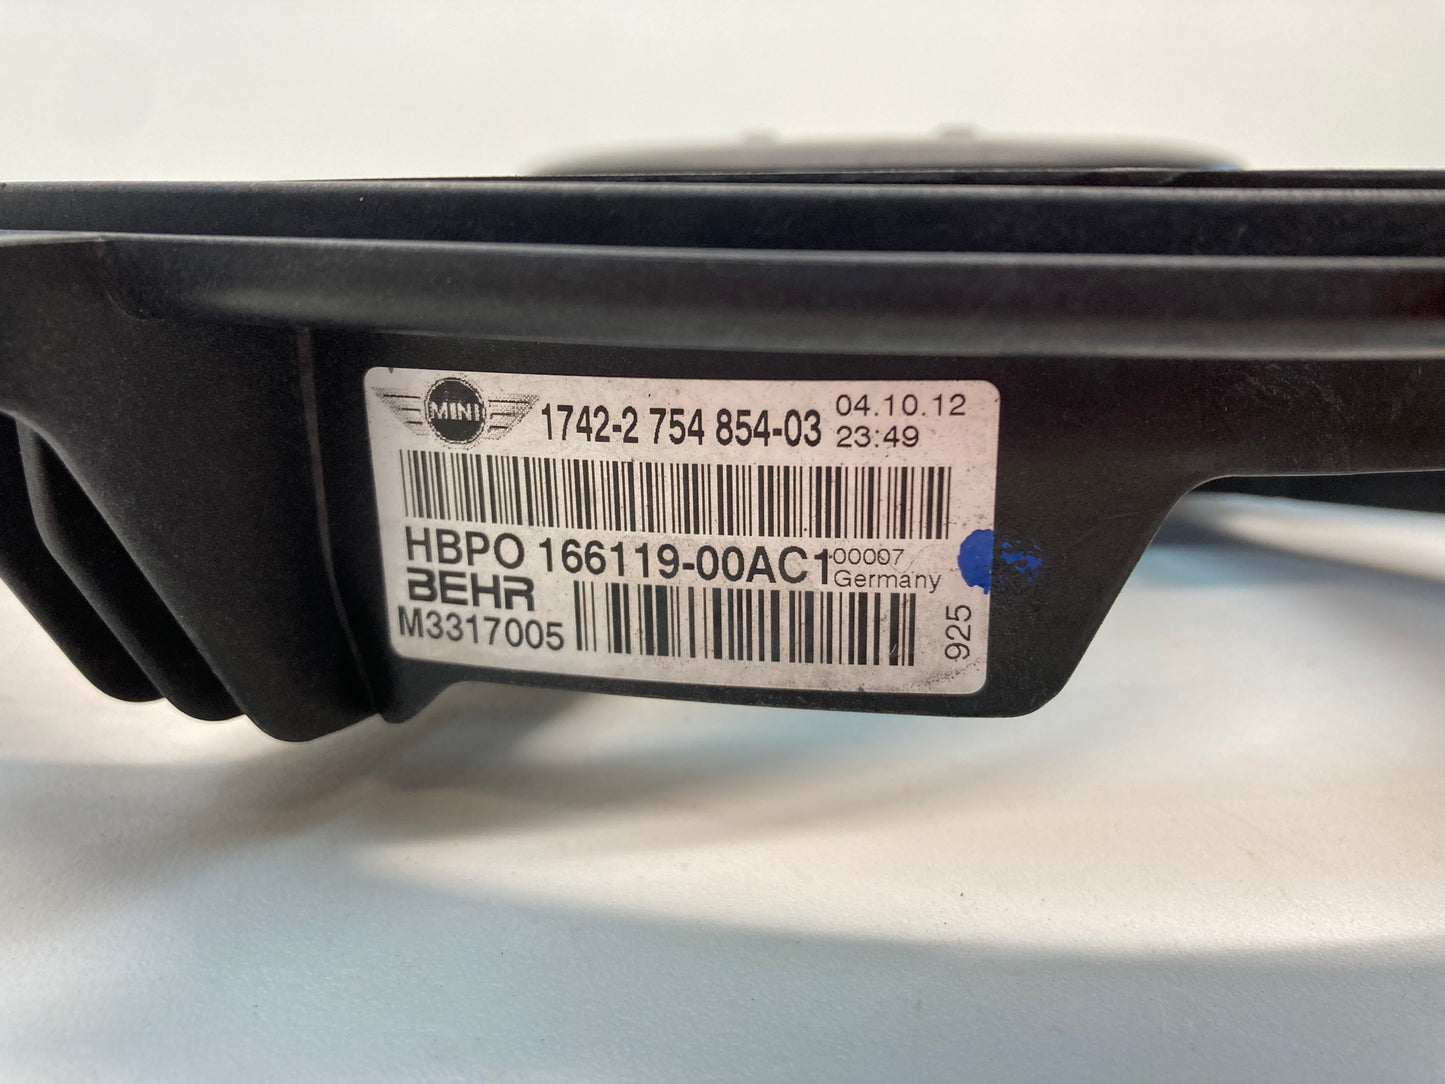 MINI 1742-2 754 854-03 04.10.12
23:49
HBPO 166119-00AC1 00007
Germany
BEHR
M3317005
925